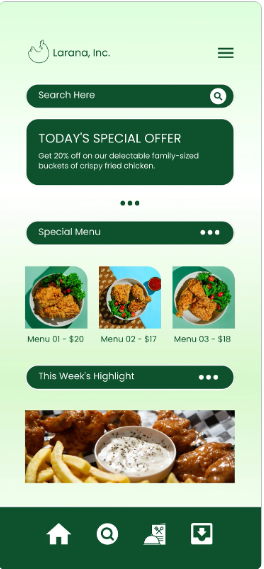 Larana, Inc.
Search Here
TODAY'S SPECIAL OFFER
Get 20% off on our delectable family-sized
buckets of crispy fried chicken.
Special Menu
Menu 01 - $20
Menu 02 - $17
Menu 03 - $18
This Week's Highlight